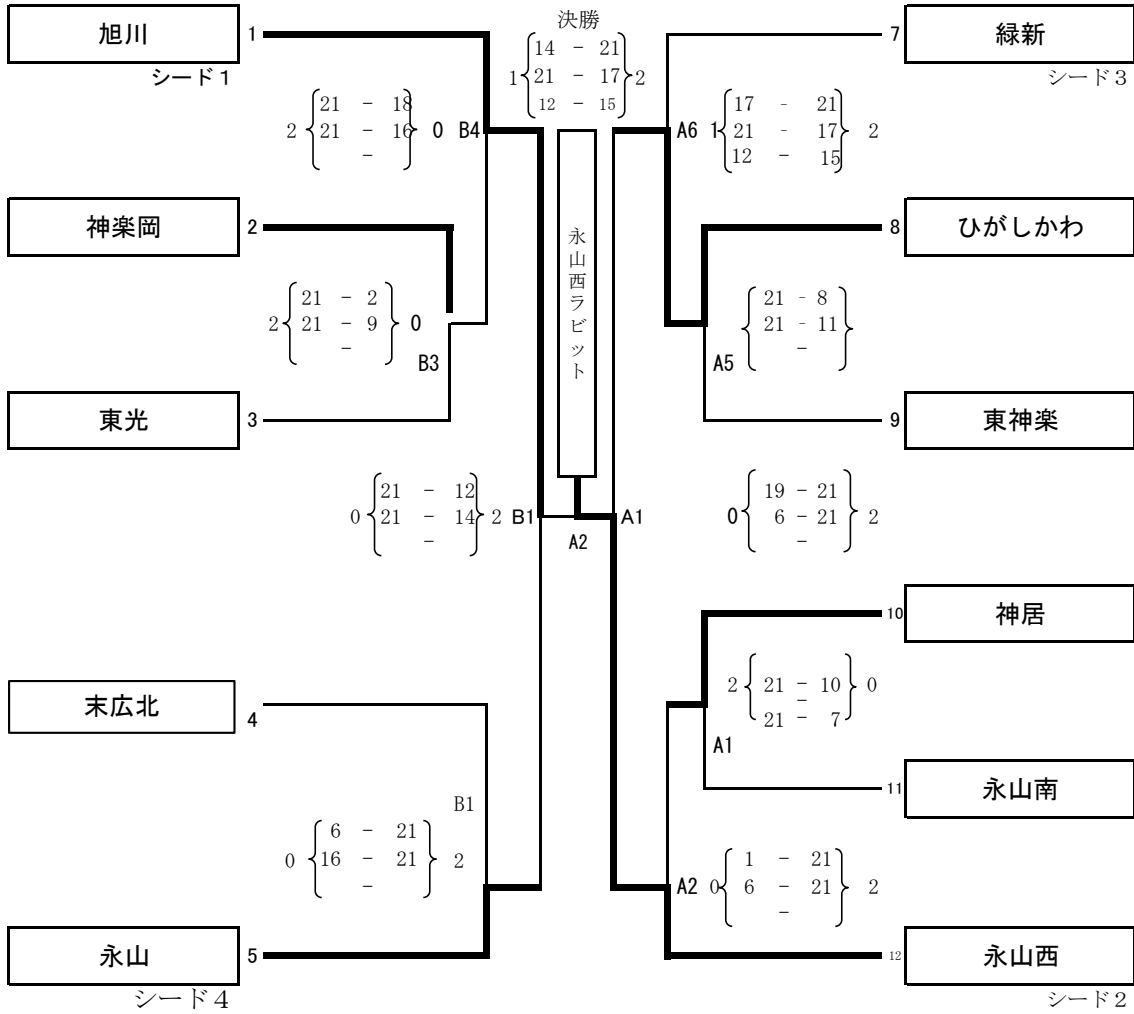 決勝
14 - 21
1 21 - 17 2
12 - 15
旭川 1
シード1
21 - 18
2 21 - 16 0 B4
-
神楽岡 2
21 - 2
2 21 - 9 0
-
B3
東光 3
21 - 12
0 21 - 14 2 B1
-
末広北 4
B1
6 - 21
0 16 - 21 2
-
永山 5
シード4
永山西ラビット
A2
7 緑新
シード3
17 - 21
A6 1 21 - 17 2
12 - 15
8 ひがしかわ
21 - 8
21 - 11
-
A5
9 東神楽
19 - 21
A1 0 6 - 21 2
-
10 神居
2 21 - 10 0
-
21 - 7
A1
11 永山南
1 - 21
A2 0 6 - 21 2
-
12 永山西
シード2